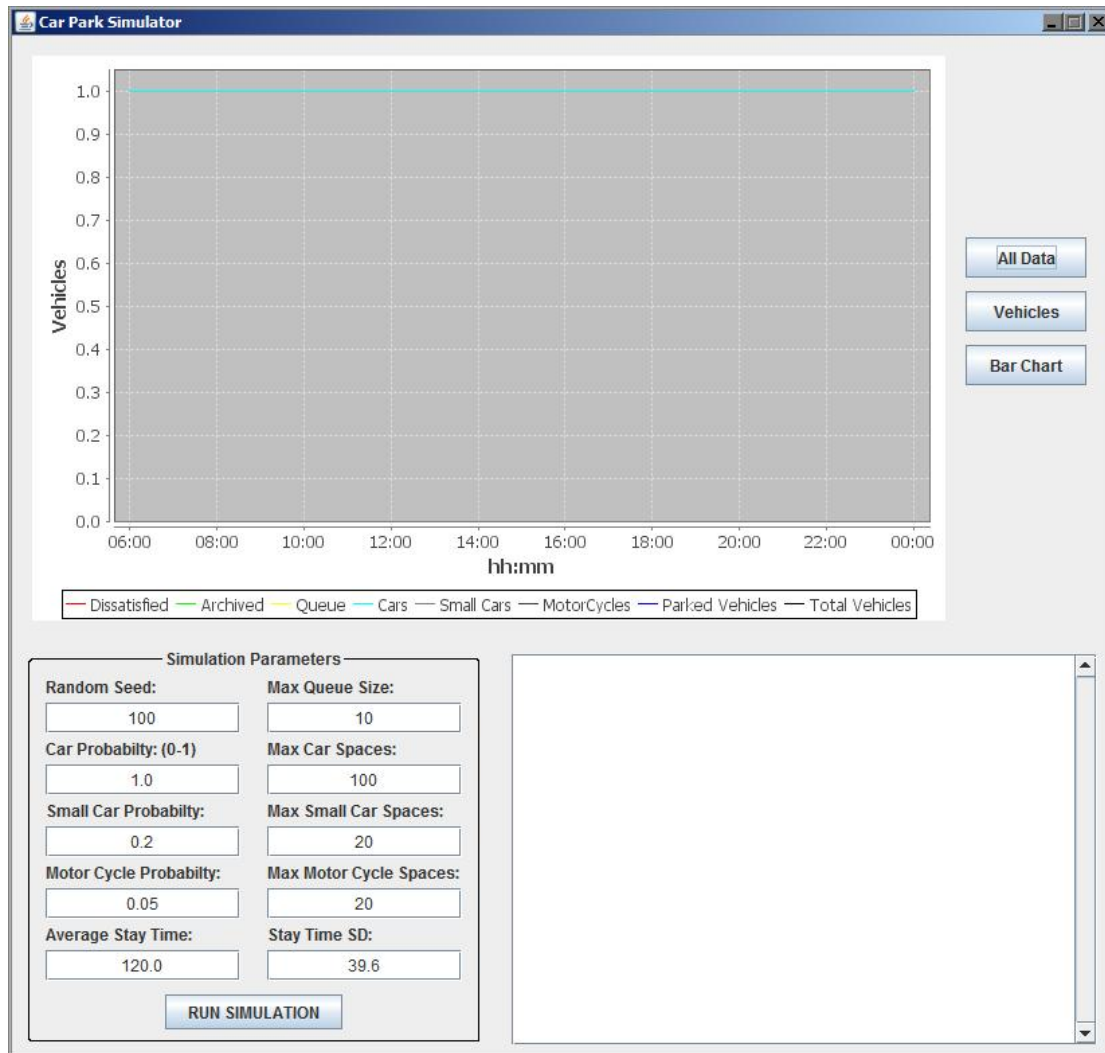 Car Park Simulator
1.0
0.9
0.8
0.7
0.6
0.5
0.4
0.3
0.2
0.1
0.0
Vehicles
06:00 08:00 10:00 12:00 14:00 16:00 18:00 20:00 22:00 00:00
hh:mm
Dissatisfied Archived Queue Cars Small Cars MotorCycles Parked Vehicles Total Vehicles
All Data
Vehicles
Bar Chart
Simulation Parameters
Random Seed: Max Queue Size:
100 10
Car Probabilty: (0-1) Max Car Spaces:
1.0 100
Small Car Probabilty: Max Small Car Spaces:
0.2 20
Motor Cycle Probabilty: Max Motor Cycle Spaces:
0.05 20
Average Stay Time: Stay Time SD:
120.0 39.6
RUN SIMULATION